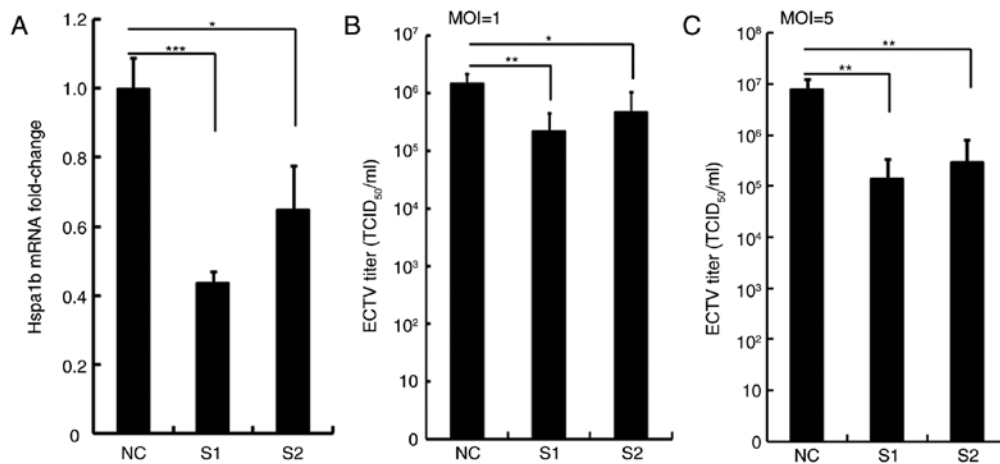 A
Hspa1b mRNA fold-change
1.2
1.0
0.8
0.6
0.4
0.2
0
***
*
NC S1 S2
B
MOI=1
ECTV titer (TCID₅₀/ml)
10⁷
10⁶
10⁵
10⁴
10³
10²
10
0
**
*
NC S1 S2
C
MOI=5
ECTV titer (TCID₅₀/ml)
10⁸
10⁷
10⁶
10⁵
10⁴
10³
10²
10
0
**
**
NC S1 S2